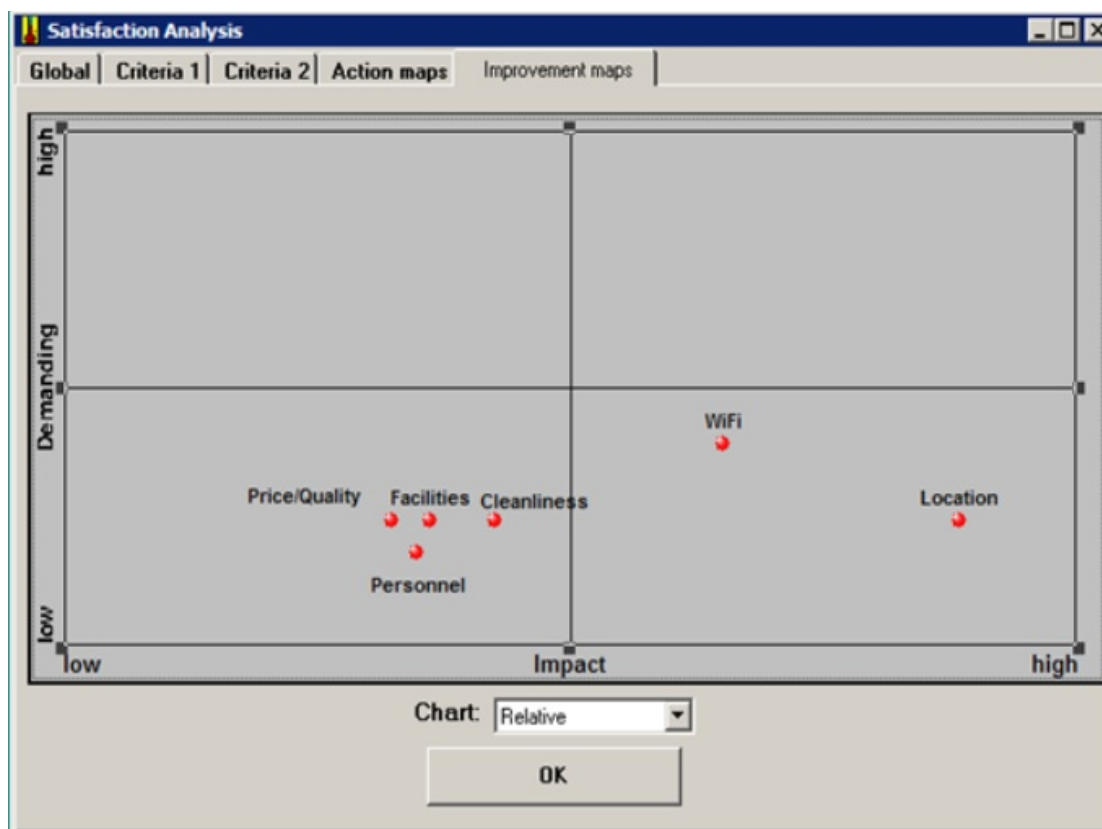 Satisfaction Analysis
Global Criteria 1 Criteria 2 Action maps Improvement maps
high
Demanding
low
WiFi
Price/Quality Facilities Cleanliness Location
Personnel
low Impact high
Chart: Relative
OK